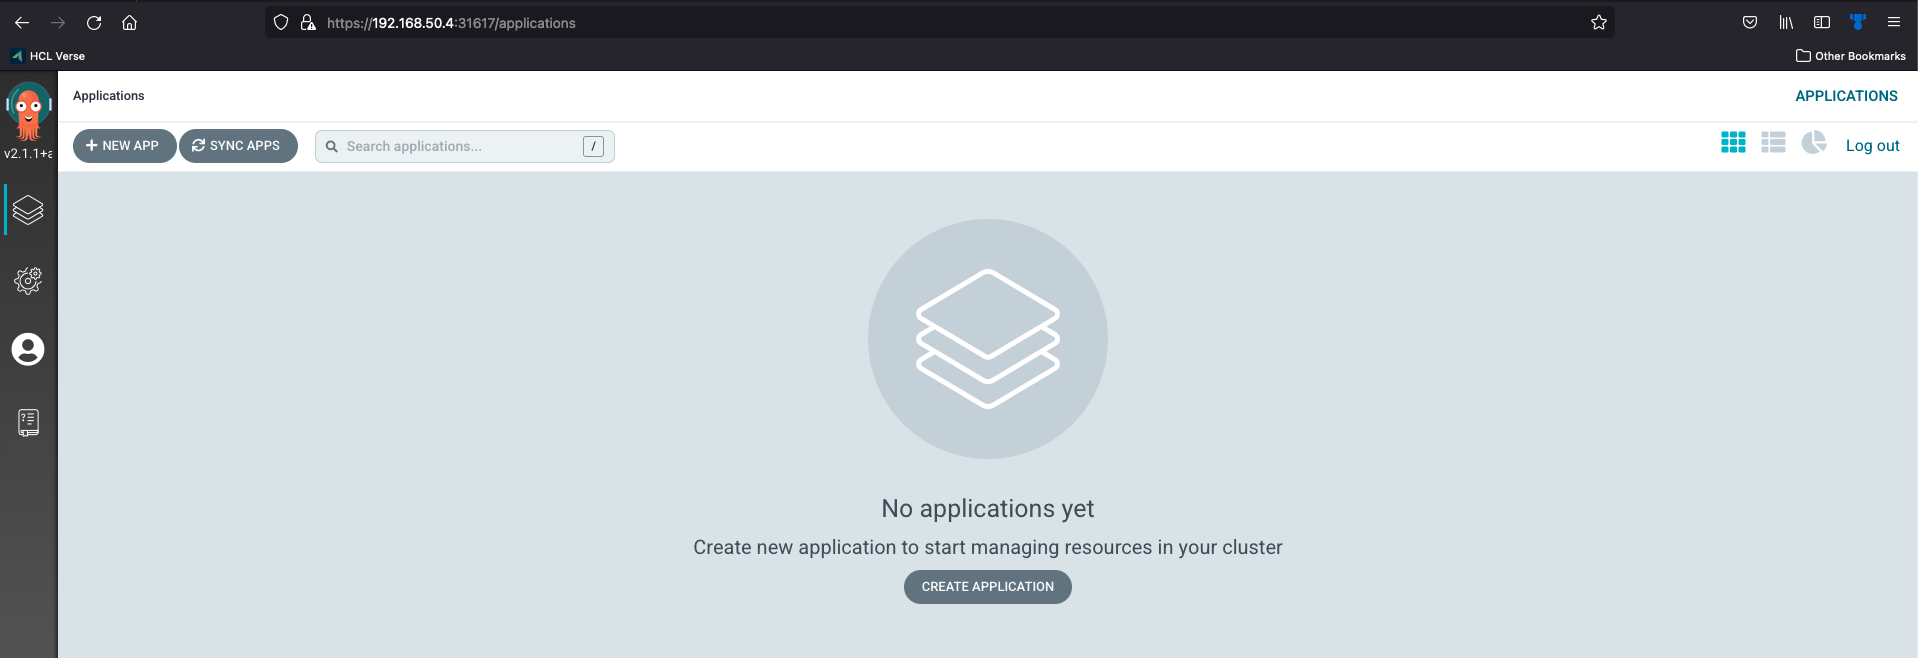 https://192.168.50.4:31617/applications
HCL Verse
Other Bookmarks
Applications
APPLICATIONS
v2.1.1+a
NEW APP
SYNC APPS
Search applications...
/
Log out
No applications yet
Create new application to start managing resources in your cluster
CREATE APPLICATION